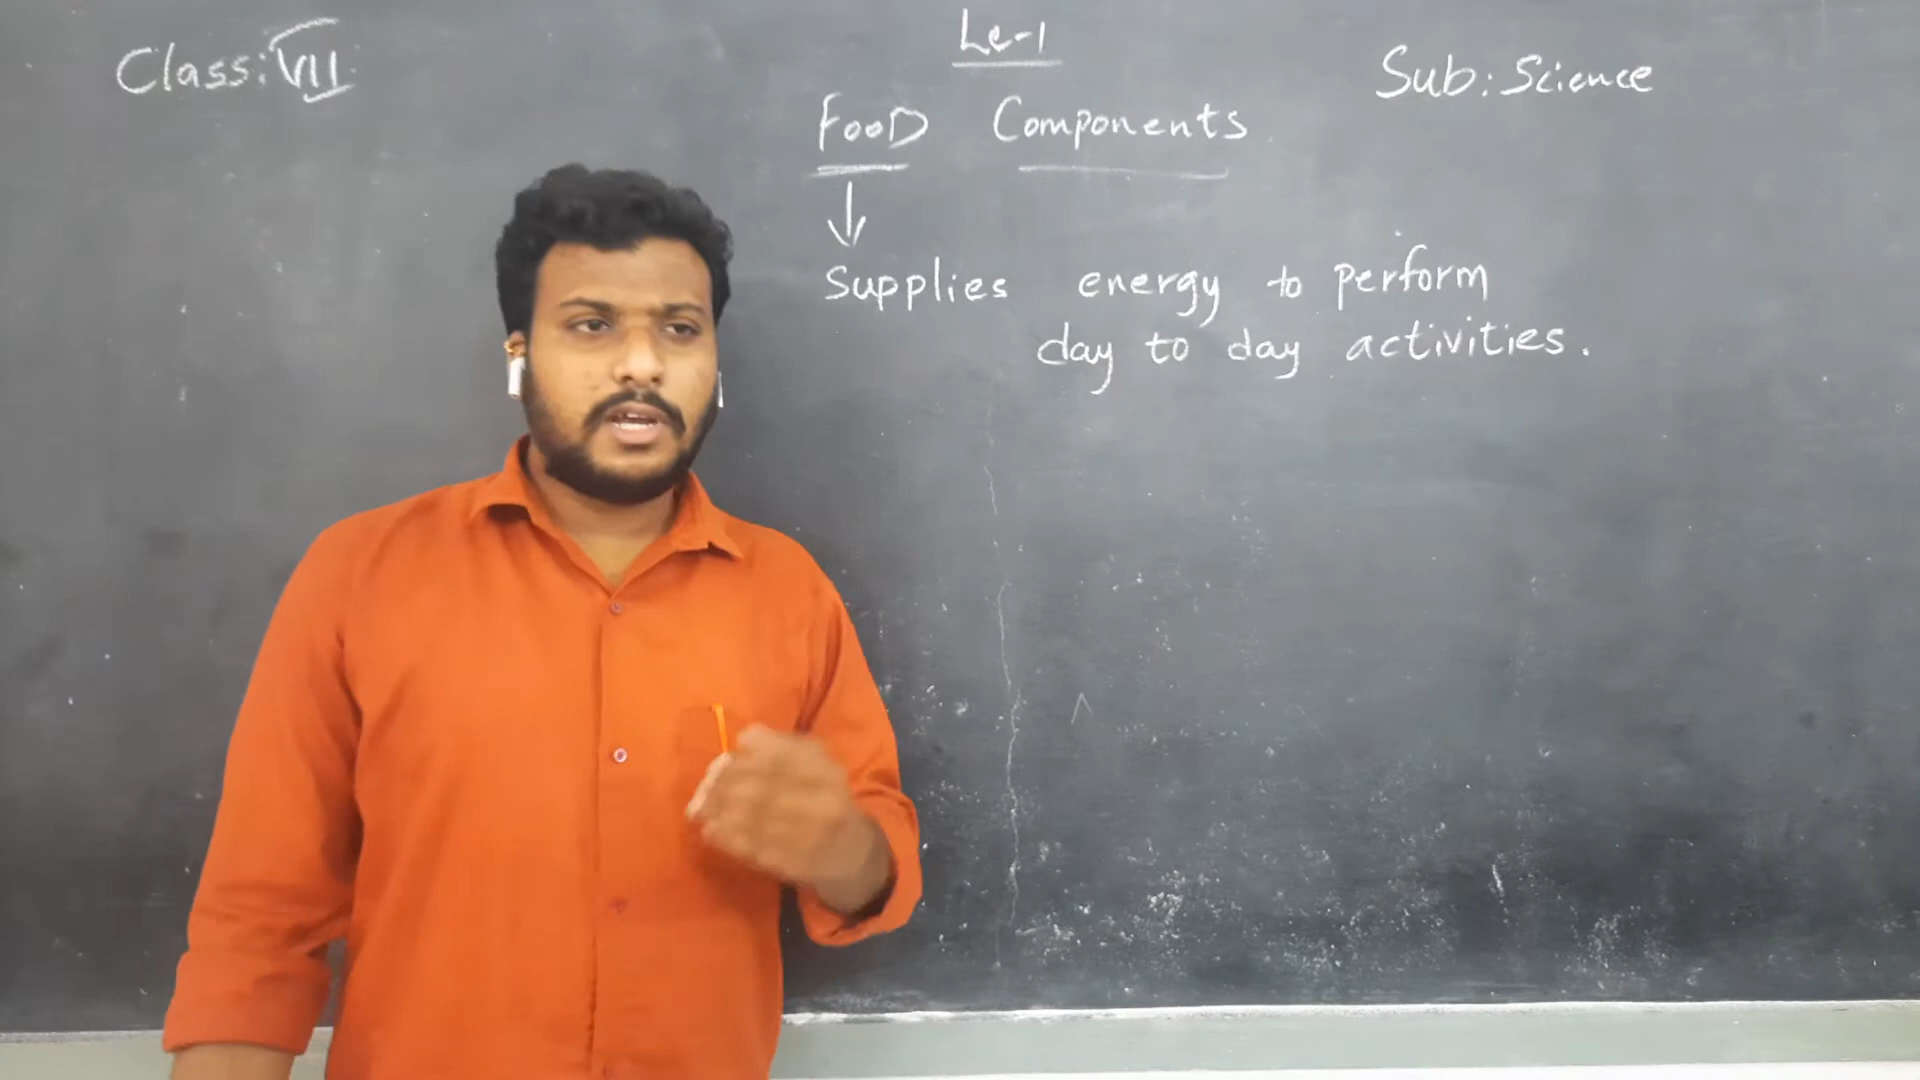 Class: VII
Le-1
Sub: Science
FooD Components
Supplies energy to perform
day to day activities.